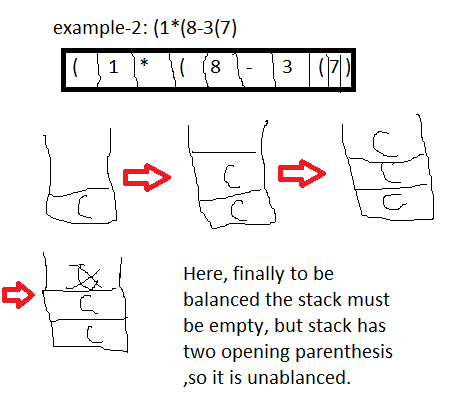 example-2: (1*(8-3(7)
( 1 * ( 8 - 3 ( 7 )
( ( (
( ( (
( (
(
Here, finally to be
balanced the stack must
be empty, but stack has
two opening parenthesis
,so it is unablanced.